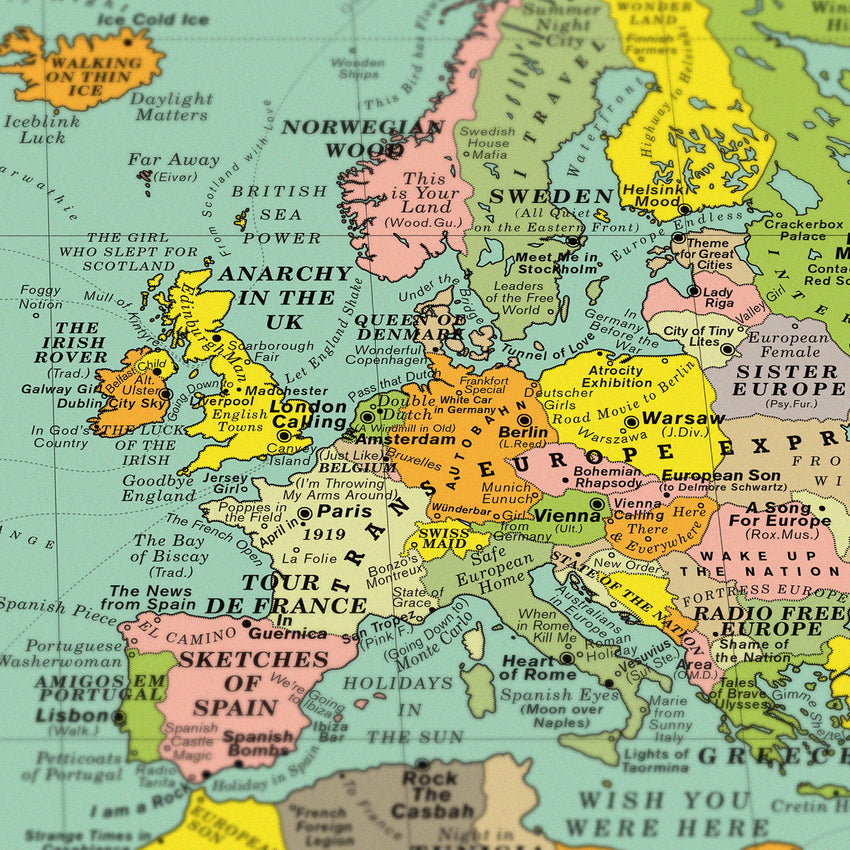 Ice Cold Ice
WALKING
ON THIN
ICE
Daylight
Matters
Iceblink
Luck
Far Away
(Eivør)
Wooden
Ships
Summer
Night
City
WONDER
LAND
Finnish
Farmers
Highway to Helsinki
I TRAVEL
Waterfront
NORWEGIAN
WOOD
This
is Your
Land
(Wood.Gu.)
Swedish
House
Mafia
SWEDEN
(All Quiet
on the Eastern Front)
Helsinki
Mood
Europe Endless
Meet Me in
Stockholm
Leaders
of the Free
World
Crackerbox
Palace
Theme
for Great
Cities
Lady
Riga
Valley Girl
City of Tiny
Lites
European
Female
SISTER
EUROPE
(Psy.Fur.)
From Scotland with Love
BRITISH
SEA
POWER
THE GIRL
WHO SLEPT FOR
SCOTLAND
Foggy
Notion
Mull of Kintyre
ANARCHY
IN THE
UK
Edinburgh Man
Scarborough
Fair
Let England Shake
THE
IRISH
ROVER
(Trad.)
Belfast Child
Alt.
Ulster
Galway Girl
Dublin City Sky
Going Down to
Liverpool
Madchester
English
Towns
London
Calling
Canvey
Island
In God's
Country
THE LUCK
OF THE
IRISH
Goodbye
England
Jersey
Girl
Under the Bridge
QUEEN OF
DENMARK
Wonderful
Copenhagen
Tunnel of Love
Germany
Before the
War
In
Pass that Dutch
Double
Dutch
(A Windmill in Old)
Amsterdam
(Just Like)
BELGIUM
Bruxelles
(I'm Throwing
My Arms Around)
Paris
1919
Poppies in
the Field
April in
La Folie
The French Open
The Bay
of Biscay
(Trad.)
Frankfort
Special
White Car
in Germany
AUTOBAHN
Deutscher
Girls
Berlin
(L.Reed)
Munich
Eunuch
Wünderbar
Girl
from
Germany
Atrocity
Exhibition
Road Movie to Berlin
Warszawa
Warsaw
(J.Div.)
TRANS EUROPE EXPR
Bohemian
Rhapsody
European Son
(to Delmore Schwartz)
Vienna
(Ult.)
Vienna
Calling
Here
There
& Everywhere
A Song
For Europe
(Rox.Mus.)
WAKE UP
THE NATION
FORTRESS EUROPE
RADIO FREE
EUROPE
Shame of
the Nation
SWISS
MAID
Bonzo's
Montreux
Safe
European
Home
State of
Grace
STATE OF THE NATION
New Order
Australians
in Europe
TOUR
DE FRANCE
San Tropez
(Pink F.)
(Going Down to)
Monte Carlo
The News
from Spain
Spanish Piece
EL CAMINO
In
Guernica
SKETCHES
OF
SPAIN
We're Going
to Ibiza
Ibiza
Bar
Portuguese
Washerwoman
AMIGOS EM
PORTUGAL
Lisbon
(Walk.)
Petticoats
of Portugal
Spanish
Castle
Magic
Spanish
Bombs
Radio
Tarifa
Holiday in Spain
I am a Rock
HOLIDAYS
IN
THE SUN
When
in Rome,
Kill Me
Roman
Holiday
Heart
of Rome
Vesuvius
(Suf.Ste.)
Spanish Eyes
(Moon over
Naples)
Marie
from
Sunny
Italy
Lights of
Taormina
Area
(O.M.D.)
Tales
of Brave
Ulysses
GREECE
Cretin H
WISH YOU
WERE HERE
Rock
The
Casbah
EUROPEAN
SON
French
Foreign
Legion
Night in
Strange Times in
Casablanca